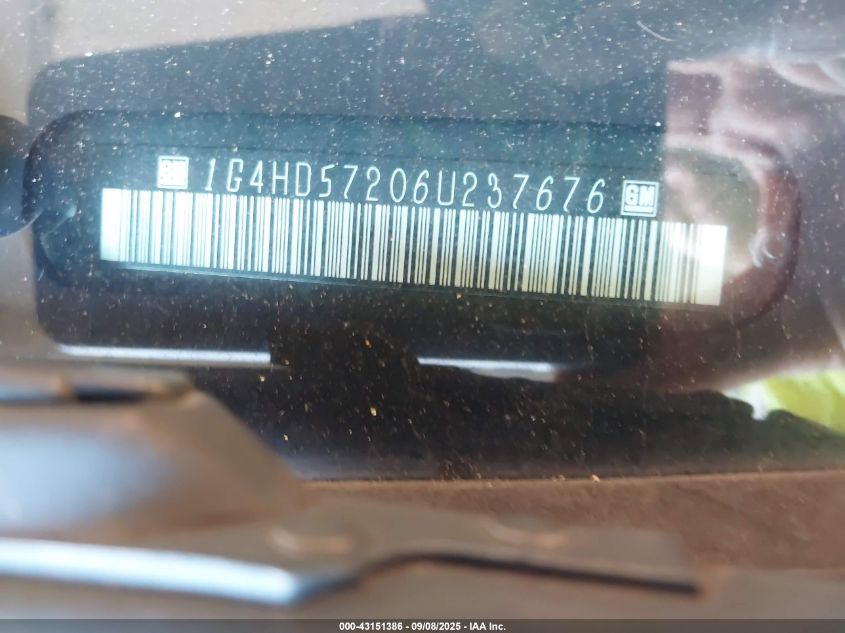 GM 1G4HD57206U237676 GM
000-43151386 - 09/08/2025 - IAA Inc.